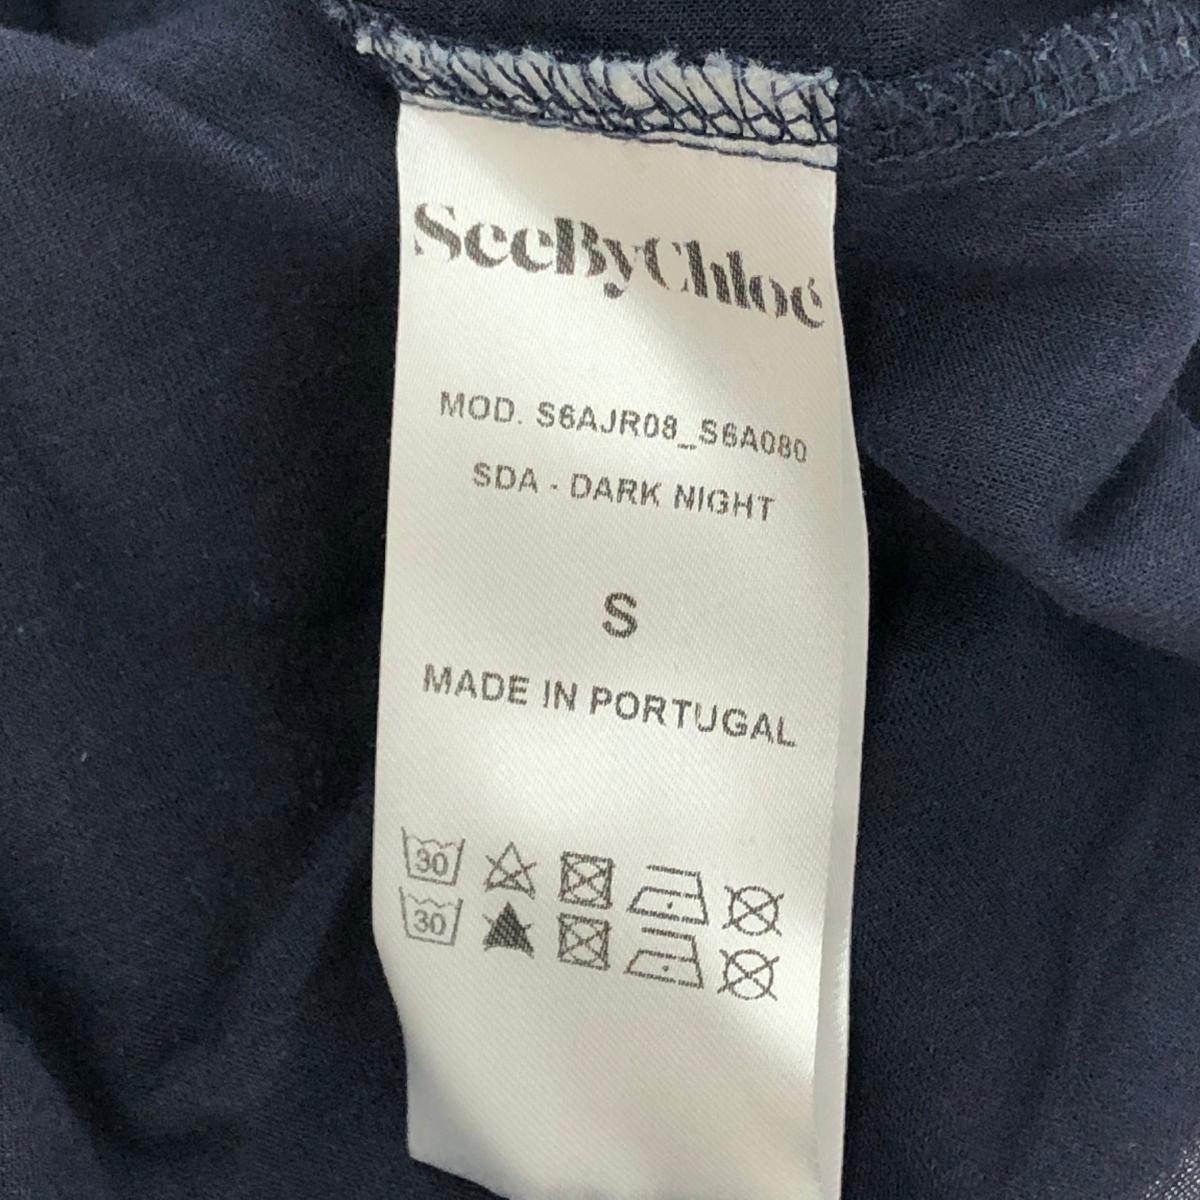 SeeByChloé
MOD. S6AJR08_S6A080
SDA - DARK NIGHT
S
MADE IN PORTUGAL
30
30